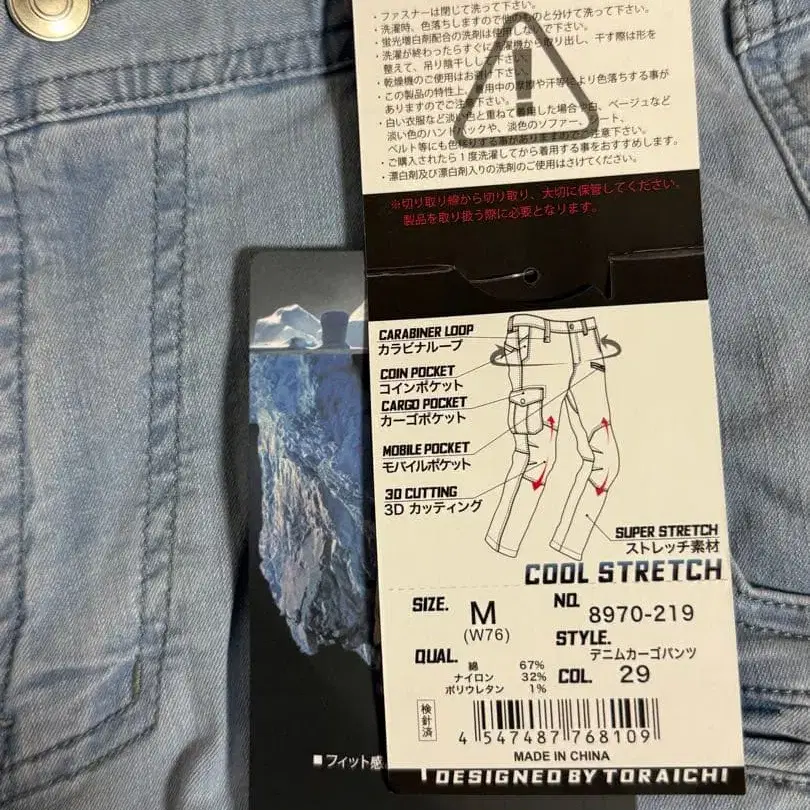 ・ファスナーは閉じて洗って下さい。
・洗濯時、色落ちしますので他のものと分けて洗って下さい。
・蛍光増白剤配合の洗剤は使用しないで下さい。
・洗濯が終わったらすぐに洗濯機から取り出し、干す際は形を
整えて、吊り陰干しして下さい。
・乾燥機のご使用はお避け下さい。
・この製品の特性上、着用中の摩擦や汗等により色落ちする事が
ありますのでご注意下さい。
・白い衣服など淡い色と重ねて着用した場合や白、ベージュなど
淡い色のハンドバックや、淡色のソファー、シート、
ベルト等にも色移りする事がありますのでご注意下さい。
・ご購入されたら1度洗濯してから着用する事をおすすめします。
・漂白剤及び漂白剤入りの洗剤のご使用はさけてください。
※切り取り線から切り取り、大切に保管してください。
製品を取り扱う際に必要となります。
CARABINER LOOP
カラビナループ
COIN POCKET
コインポケット
CARGO POCKET
カーゴポケット
MOBILE POCKET
モバイルポケット
3D CUTTING
3D カッティング
SUPER STRETCH
ストレッチ素材
COOL STRETCH
SIZE. M
(W76)
NO. 8970-219
STYLE.
デニムカーゴパンツ
QUAL. 綿 67%
ナイロン 32%
ポリウレタン 1%
COL. 29
検針済
4 547487 768109
MADE IN CHINA
DESIGNED BY TORAICHI
■フィット感